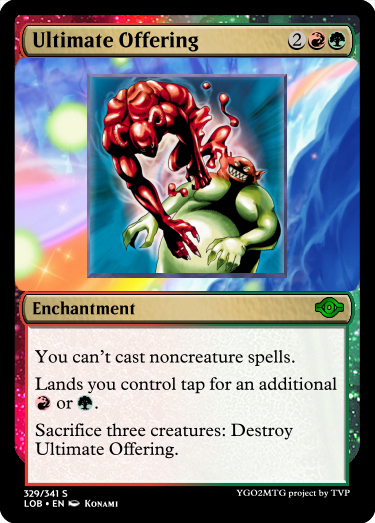 Ultimate Offering 2
Enchantment
You can't cast noncreature spells.
Lands you control tap for an additional
or .
Sacrifice three creatures: Destroy
Ultimate Offering.
329/341 S YGO2MTG project by TVP
LOB • EN Konami